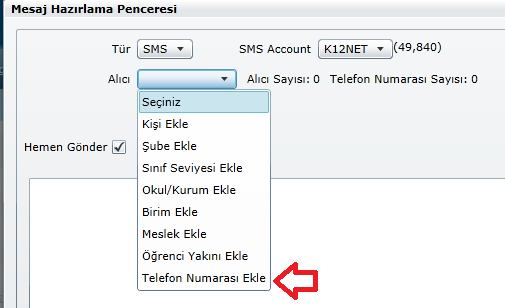 Mesaj Hazırlama Penceresi
Tür SMS SMS Account K12NET (49,840)
Alıcı Alıcı Sayısı: 0 Telefon Numarası Sayısı: 0
Seçiniz
Kişi Ekle
Şube Ekle
Hemen Gönder
Sınıf Seviyesi Ekle
Okul/Kurum Ekle
Birim Ekle
Meslek Ekle
Öğrenci Yakını Ekle
Telefon Numarası Ekle